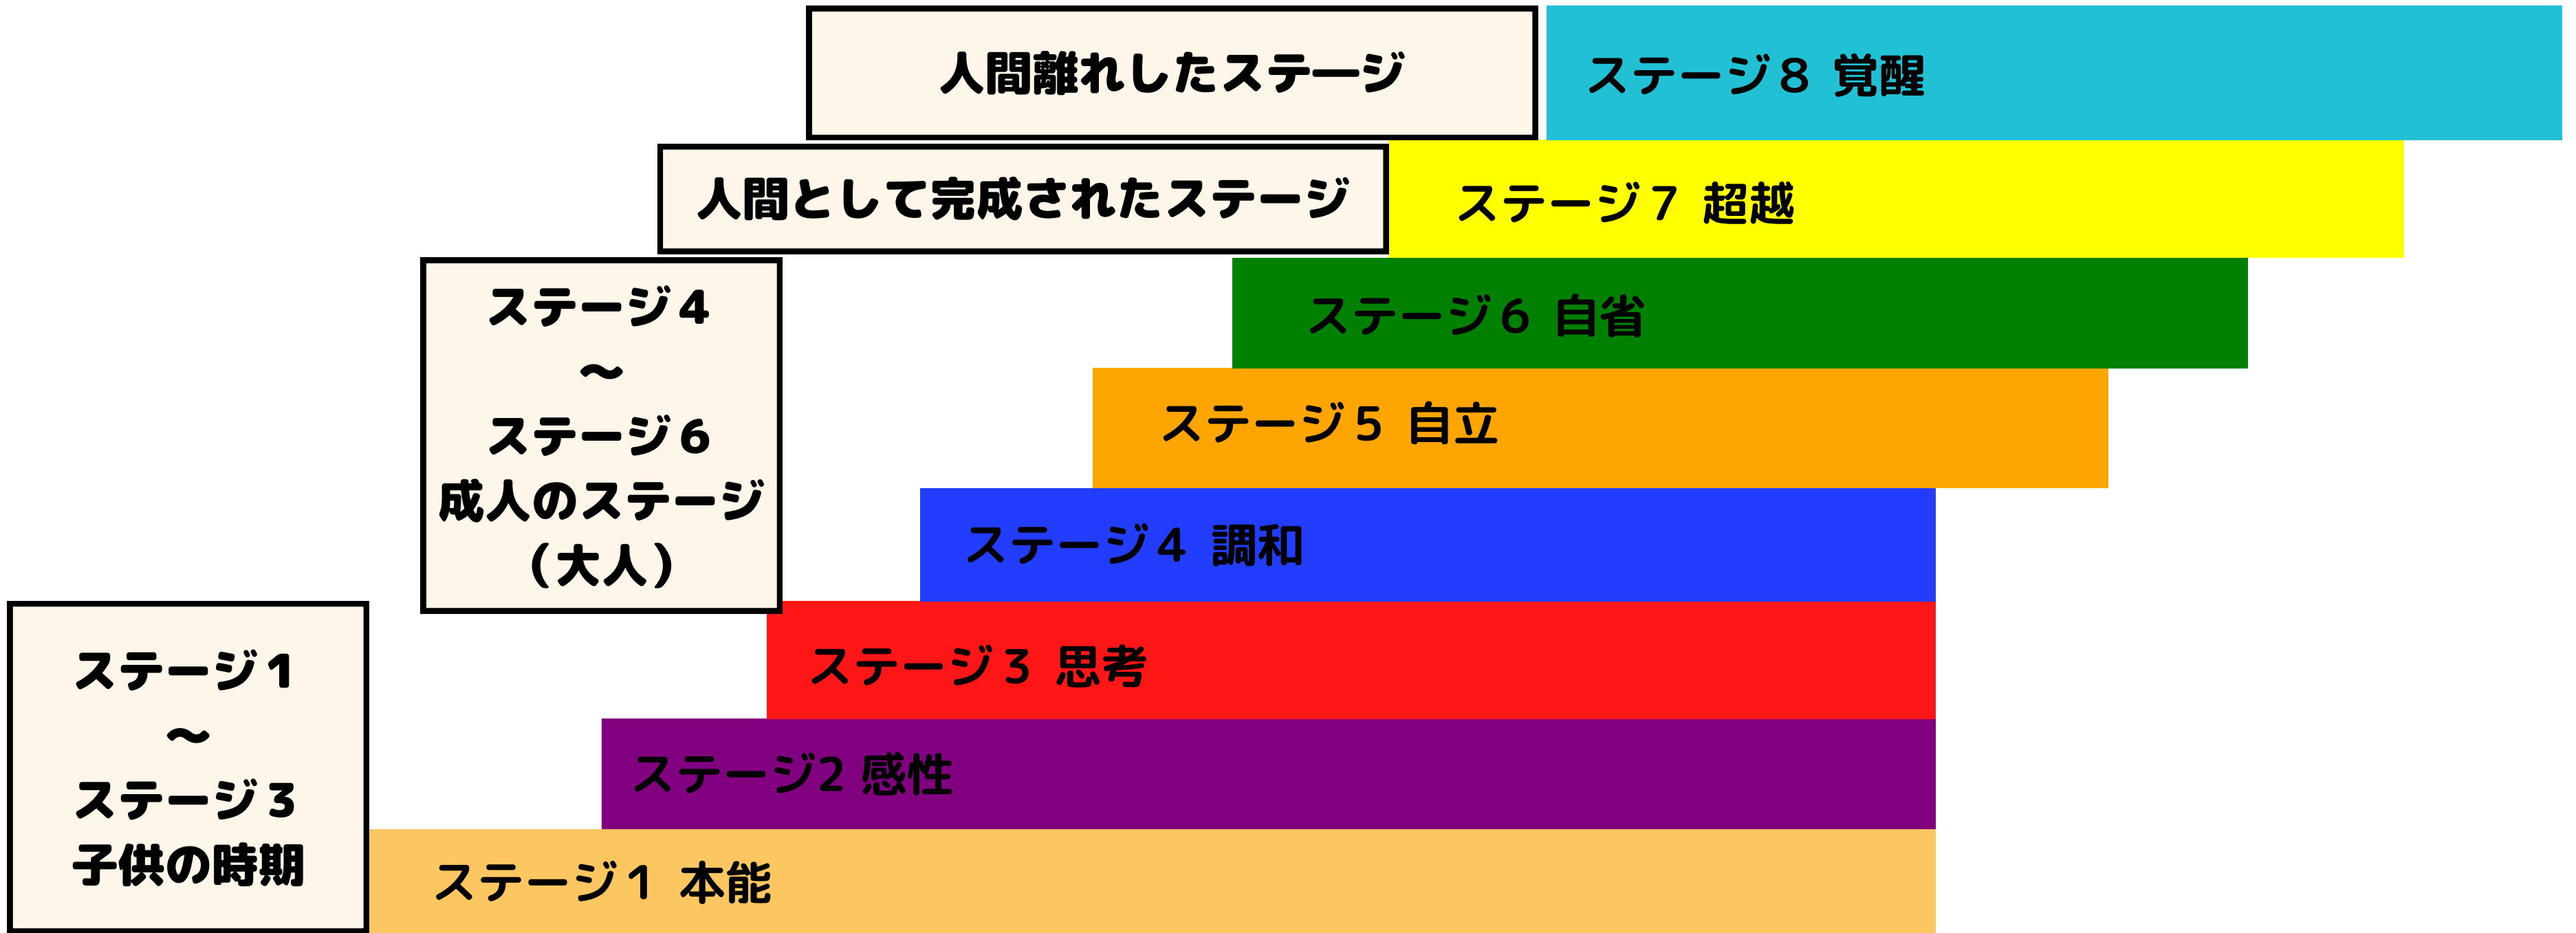 人間離れしたステージ
ステージ８ 覚醒
人間として完成されたステージ
ステージ７ 超越
ステージ４
～
ステージ６
成人のステージ
（大人）
ステージ６ 自省
ステージ５ 自立
ステージ４ 調和
ステージ１
～
ステージ３
子供の時期
ステージ３ 思考
ステージ2 感性
ステージ１ 本能